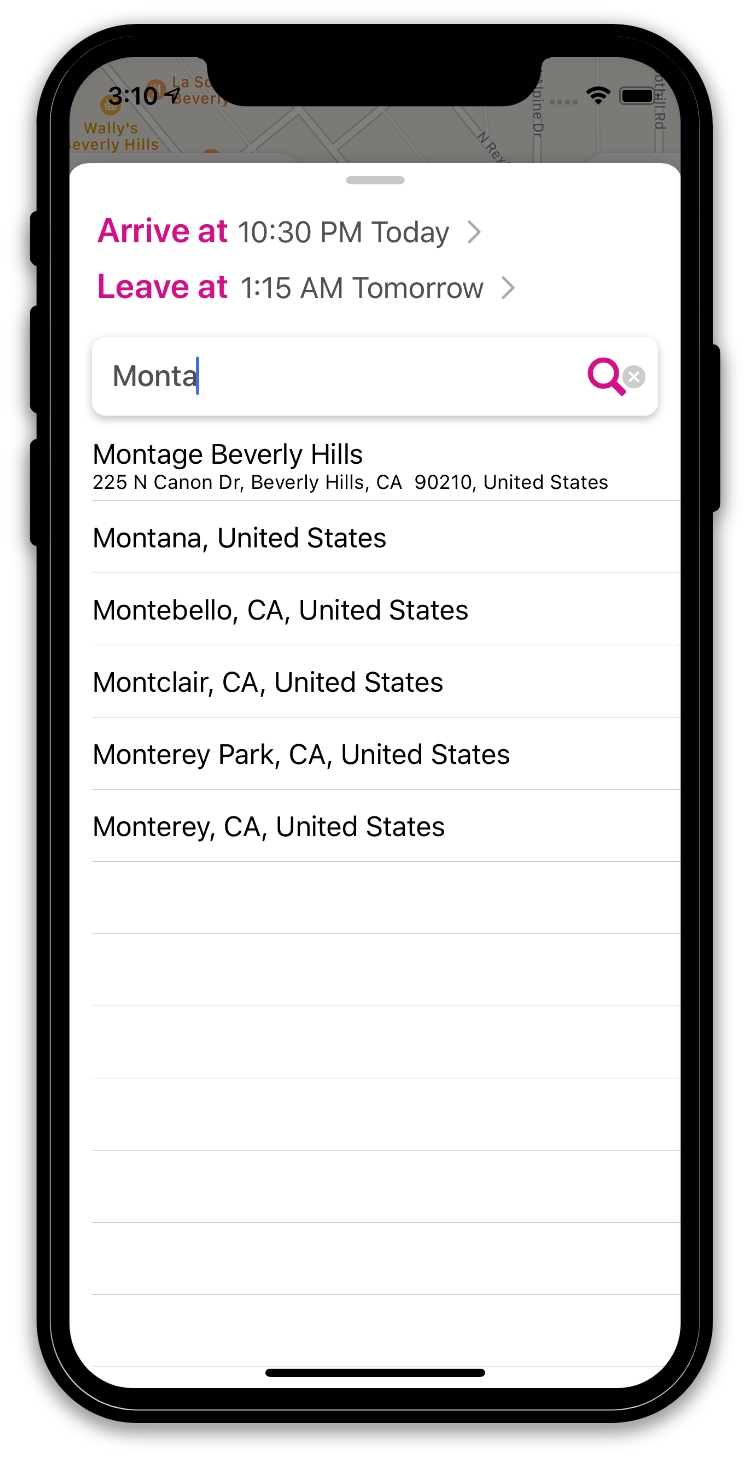 3:10
La Sc
Beverly
Wally's
everly Hills
Alpine Dr
othill Rd
N Rex
Arrive at 10:30 PM Today
Leave at 1:15 AM Tomorrow
Monta
Montage Beverly Hills
225 N Canon Dr, Beverly Hills, CA  90210, United States
Montana, United States
Montebello, CA, United States
Montclair, CA, United States
Monterey Park, CA, United States
Monterey, CA, United States